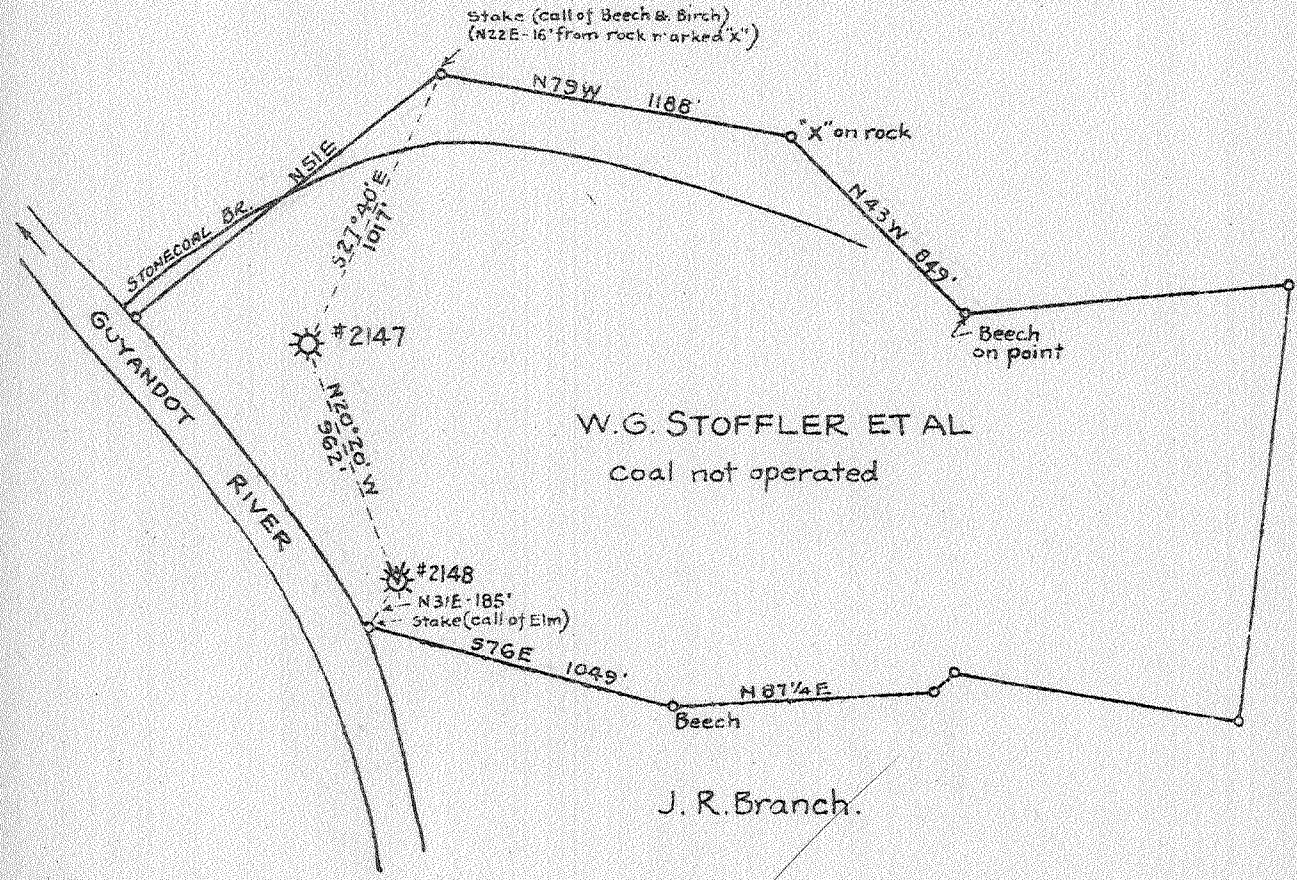 Stake (call of Beech & Birch)
(N22E-16' from rock marked "x")
N79W 1188'
"X" on rock
N51E
STONECOAL BR.
S27°40'E
1017'
N43W 849'
#2147
Beech
on point
GUYANDOT RIVER
N20°20'W
962'
W.G. STOFFLER ET AL
Coal not operated
#2148
N31E-185'
Stake (call of Elm)
S76E 1049'
N87¼E
Beech
J. R. Branch.